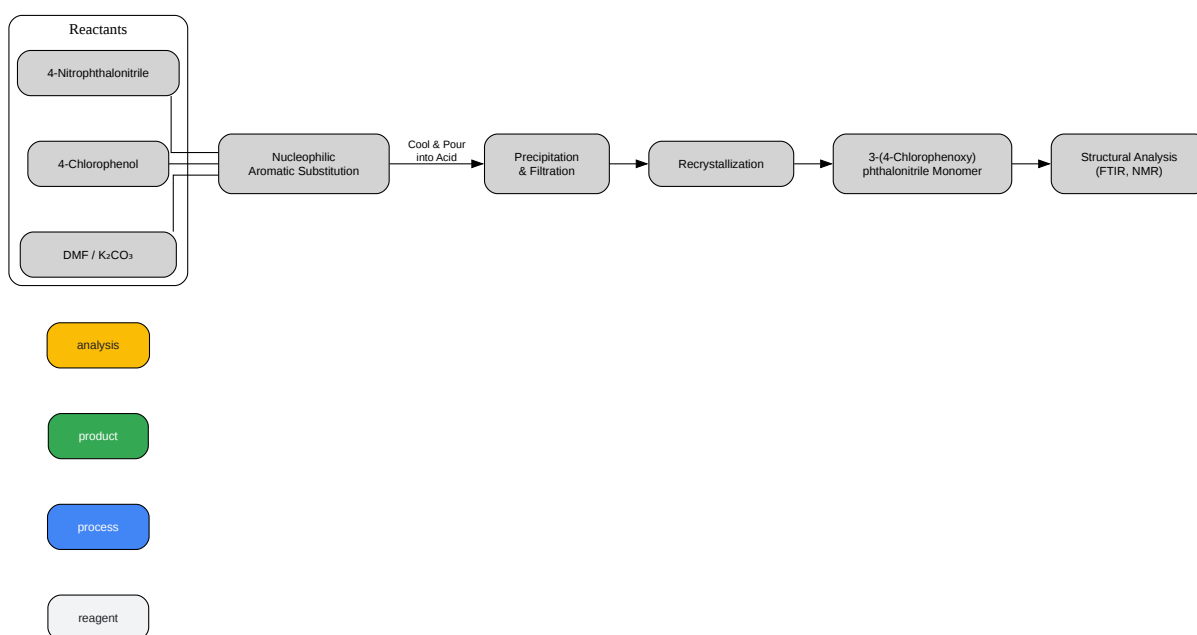 Reactants
4-Nitrophthalonitrile
4-Chlorophenol
DMF / K₂CO₃
Nucleophilic
Aromatic Substitution
Cool & Pour
into Acid
Precipitation
& Filtration
Recrystallization
3-(4-Chlorophenoxy)
phthalonitrile Monomer
Structural Analysis
(FTIR, NMR)
analysis
product
process
reagent